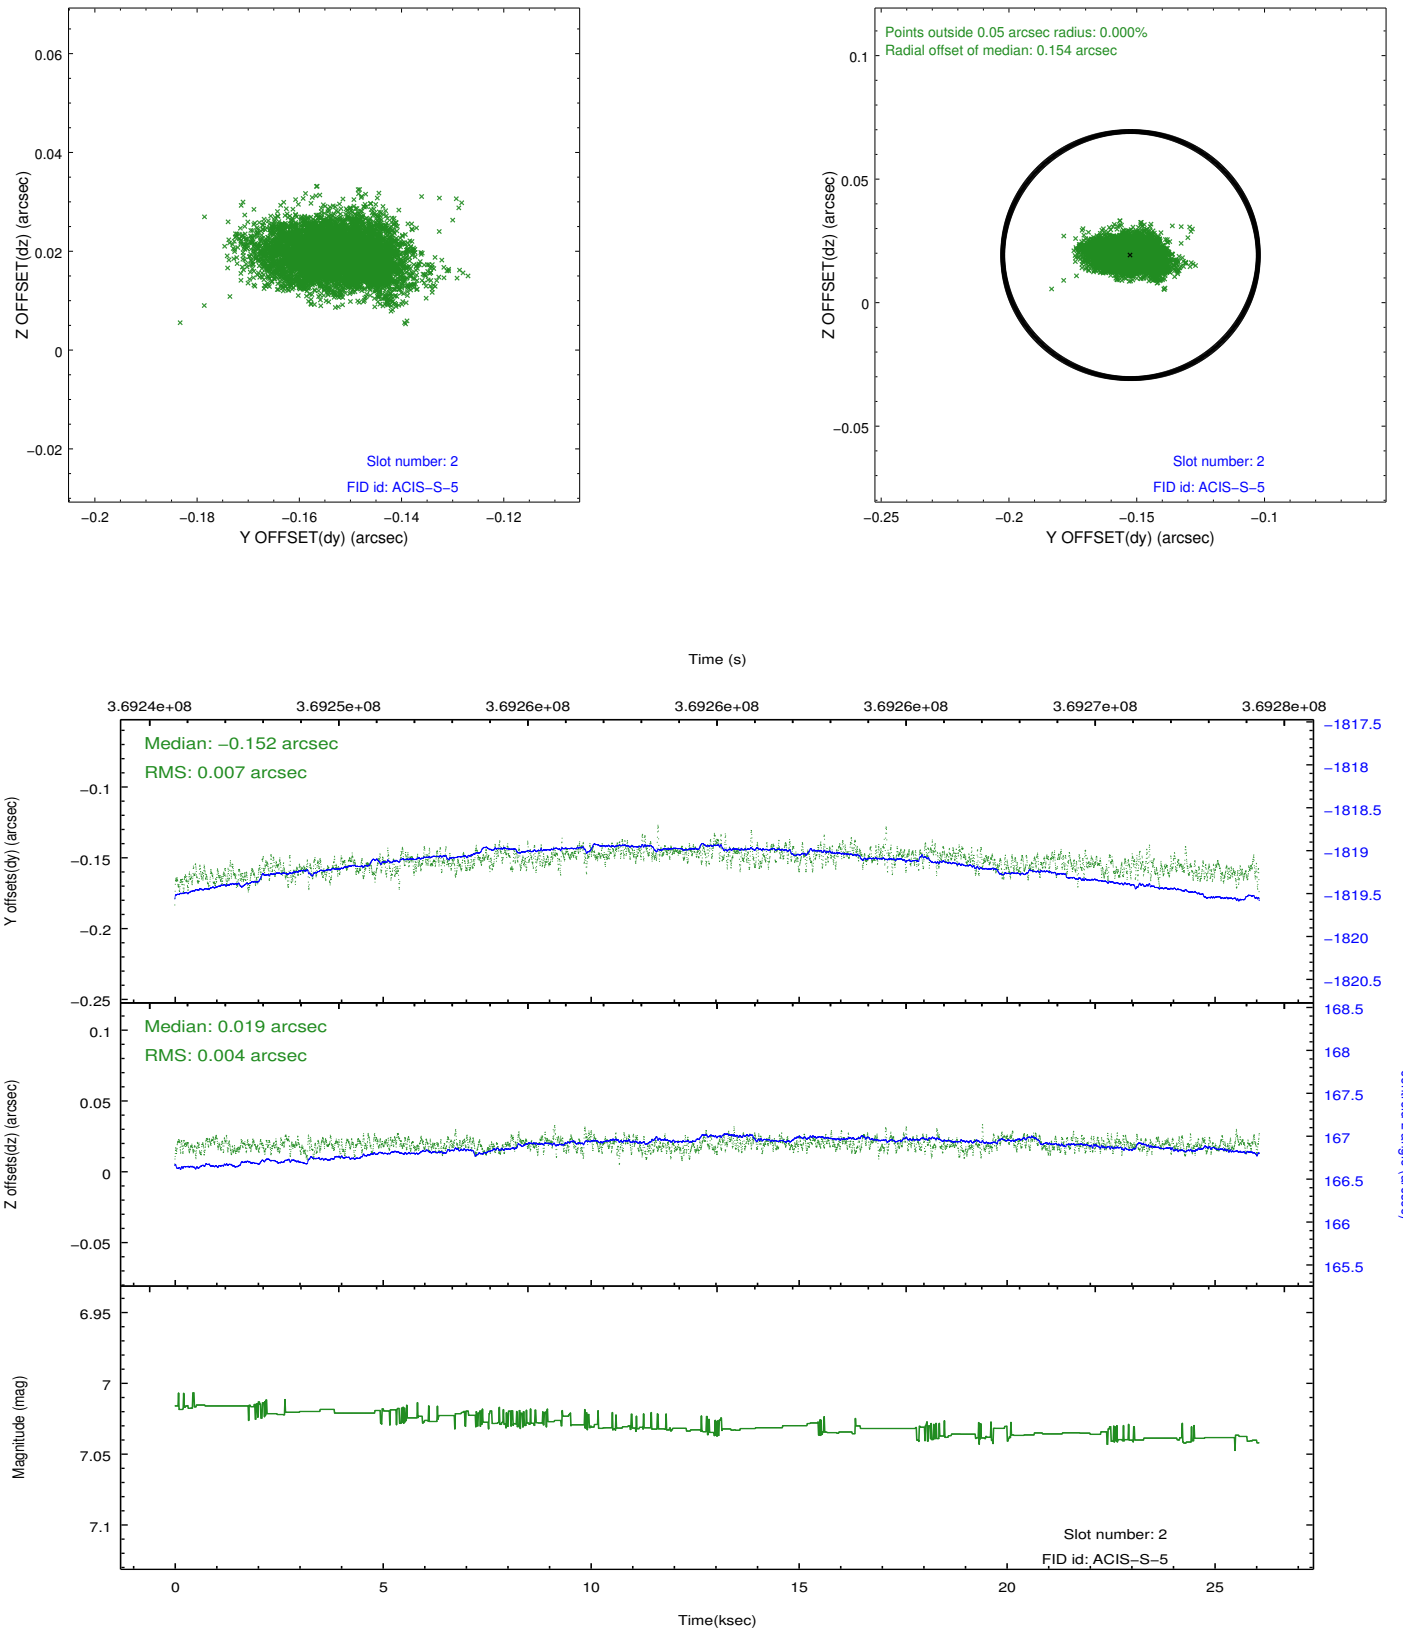 Points outside 0.05 arcsec radius: 0.000%
Radial offset of median: 0.154 arcsec
0.06
0.04
0.02
0
−0.02
Z OFFSET(dz) (arcsec)
Slot number: 2
FID id: ACIS−S−5
−0.2 −0.18 −0.16 −0.14 −0.12
Y OFFSET(dy) (arcsec)
0.1
0.05
0
−0.05
Z OFFSET(dz) (arcsec)
Slot number: 2
FID id: ACIS−S−5
−0.25 −0.2 −0.15 −0.1
Y OFFSET(dy) (arcsec)
Time (s)
3.6924e+08 3.6925e+08 3.6926e+08 3.6926e+08 3.6926e+08 3.6927e+08 3.6928e+08
Median: −0.152 arcsec
RMS: 0.007 arcsec
−0.1
−0.15
−0.2
−0.25
Y offsets(dy) (arcsec)
−1817.5
−1818
−1818.5
−1819
−1819.5
−1820
−1820.5
Median: 0.019 arcsec
RMS: 0.004 arcsec
0.1
0.05
0
−0.05
Z offsets(dz) (arcsec)
168.5
168
167.5
167
166.5
166
165.5
6.95
7
7.05
7.1
Magnitude (mag)
Slot number: 2
FID id: ACIS−S−5
0 5 10 15 20 25
Time(ksec)